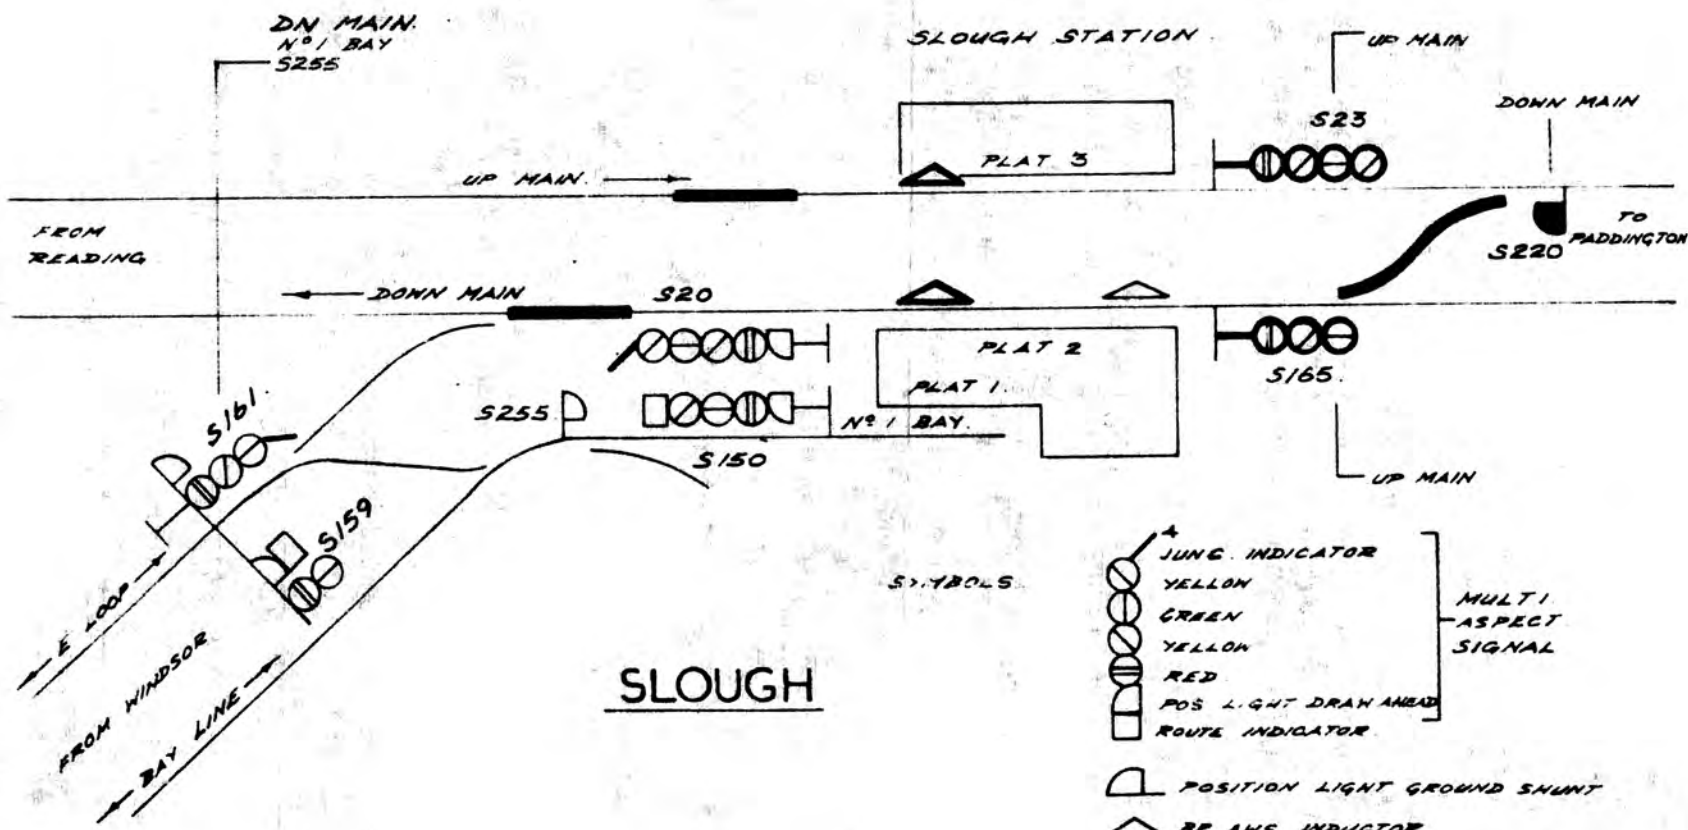 DN MAIN.
Nº 1 BAY
S255
SLOUGH STATION
UP MAIN
S23
DOWN MAIN
PLAT 3
UP MAIN.
FROM
READING
TO
PADDINGTON
S220
DOWN MAIN
S20
PLAT 2
S165.
PLAT 1.
S161.
S255
Nº 1 BAY.
S150
UP MAIN
S159
E LOOP
FROM WINDSOR
BAY LINE
SLOUGH
SYMBOLS.
JUNC. INDICATOR
YELLOW
GREEN
YELLOW
RED
POS LIGHT DRAW AHEAD
ROUTE INDICATOR
MULTI
ASPECT
SIGNAL
POSITION LIGHT GROUND SHUNT
BR AWS INDUCTOR